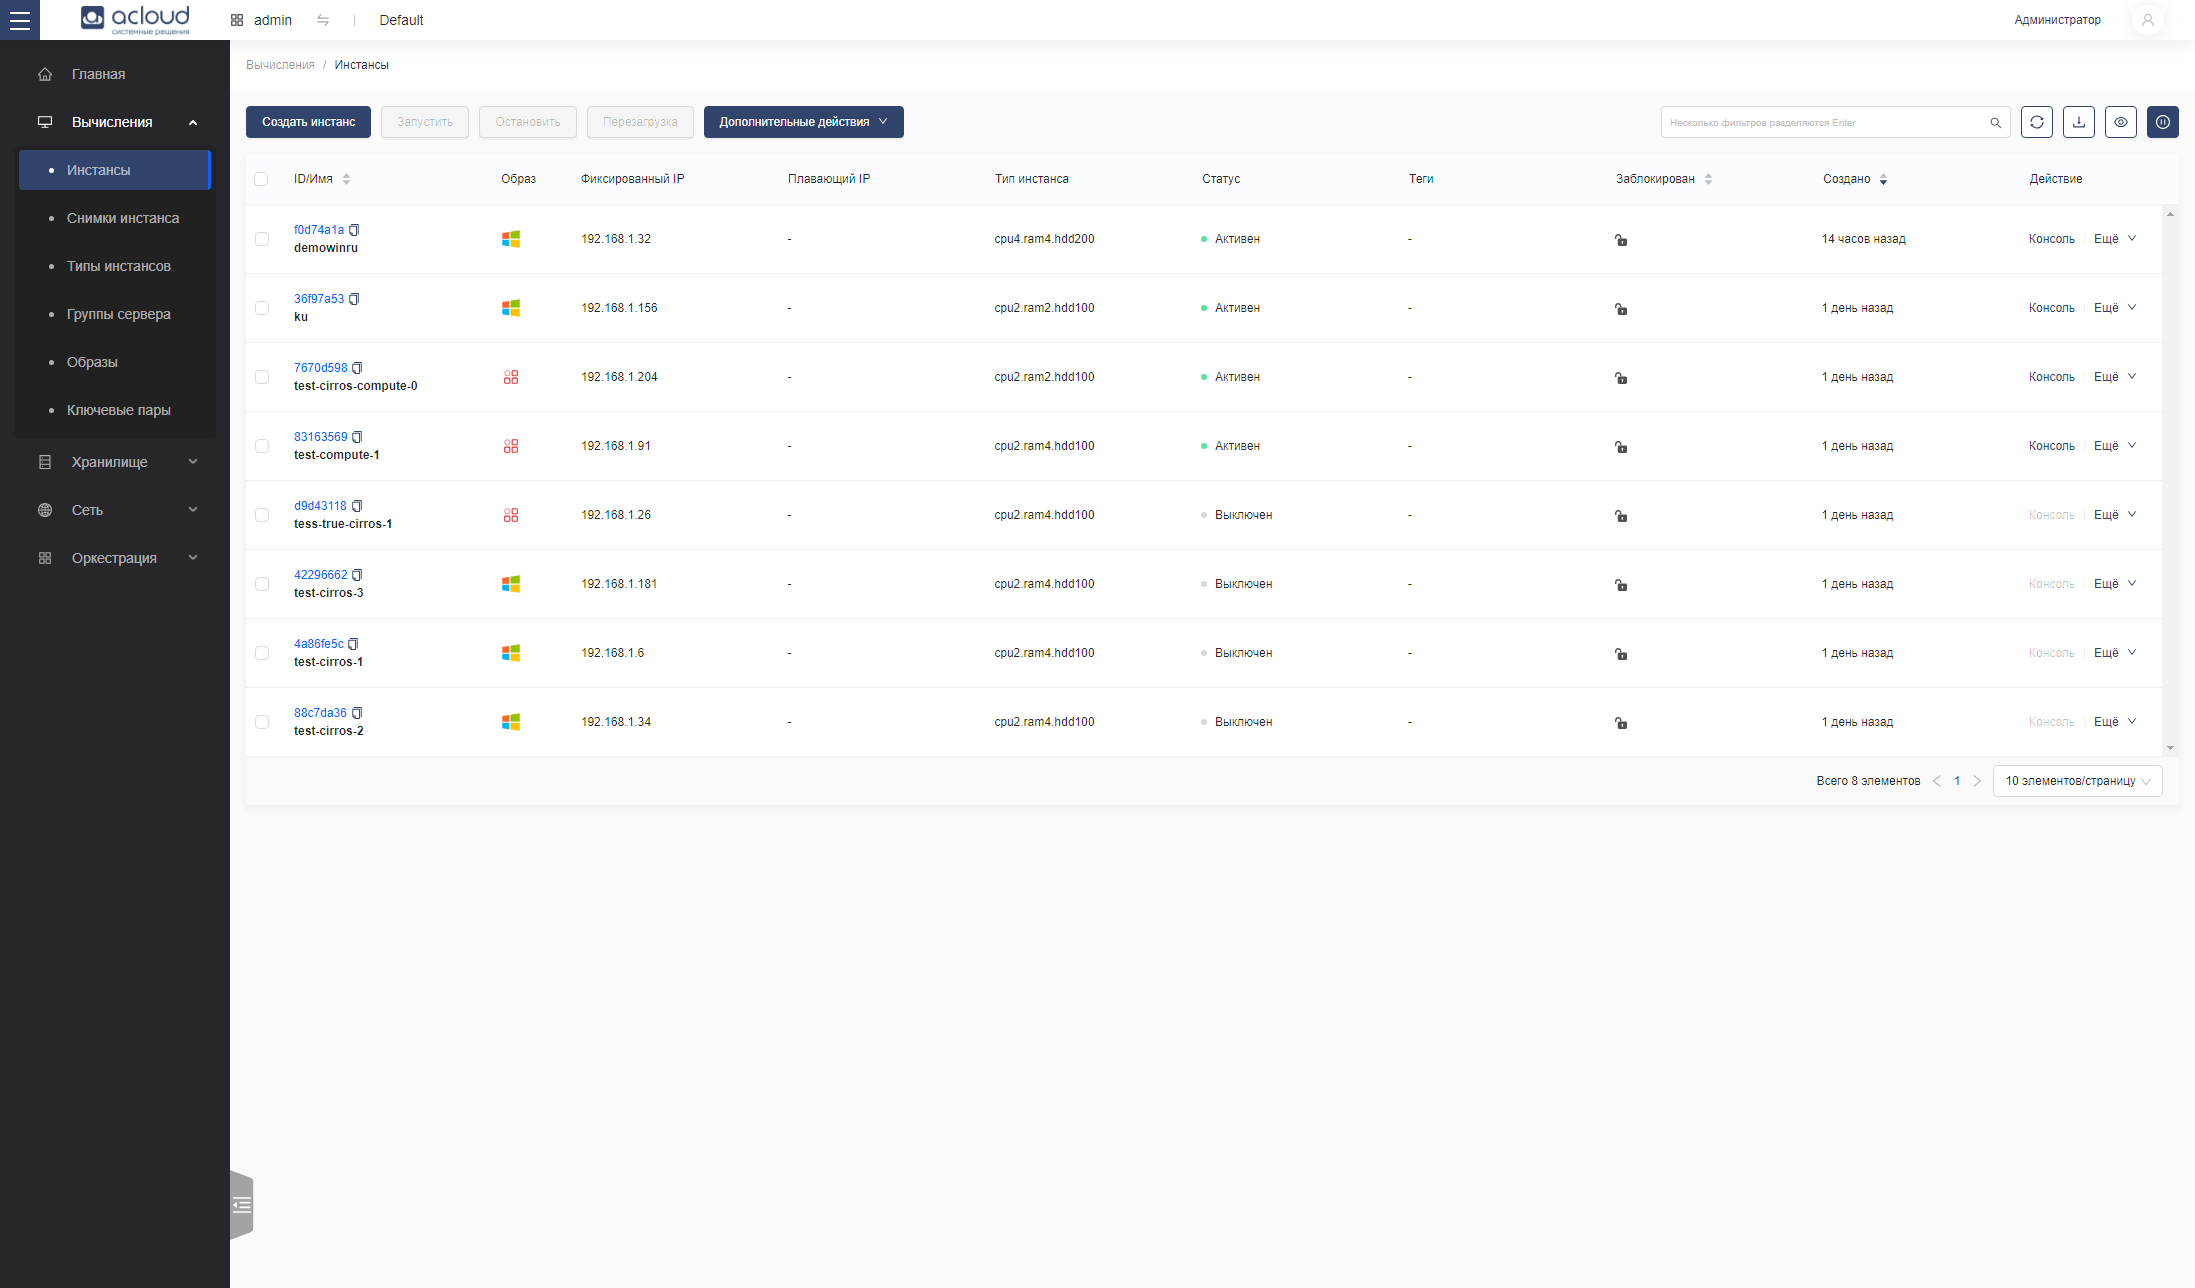 acloud
системные решения
admin
Default
Администратор
Главная
Вычисления
Инстансы
Снимки инстанса
Типы инстансов
Группы сервера
Образы
Ключевые пары
Хранилище
Сеть
Оркестрация
Вычисления / Инстансы
Создать инстанс Запустить Остановить Перезагрузка Дополнительные действия Несколько фильтров разделяются Enter
ID/Имя Образ Фиксированный IP Плавающий IP Тип инстанса Статус Теги Заблокирован Создано Действие
f0d74a1a
demowinru
192.168.1.32 - cpu4.ram4.hdd200 Активен - 14 часов назад Консоль Ещё
36f97a53
ku
192.168.1.156 - cpu2.ram2.hdd100 Активен - 1 день назад Консоль Ещё
7670d598
test-cirros-compute-0
192.168.1.204 - cpu2.ram2.hdd100 Активен - 1 день назад Консоль Ещё
83163569
test-compute-1
192.168.1.91 - cpu2.ram4.hdd100 Активен - 1 день назад Консоль Ещё
d9d43118
tess-true-cirros-1
192.168.1.26 - cpu2.ram4.hdd100 Выключен - 1 день назад Консоль Ещё
42296662
test-cirros-3
192.168.1.181 - cpu2.ram4.hdd100 Выключен - 1 день назад Консоль Ещё
4a86fe5c
test-cirros-1
192.168.1.6 - cpu2.ram4.hdd100 Выключен - 1 день назад Консоль Ещё
88c7da36
test-cirros-2
192.168.1.34 - cpu2.ram4.hdd100 Выключен - 1 день назад Консоль Ещё
Всего 8 элементов 1 10 элементов/страницу